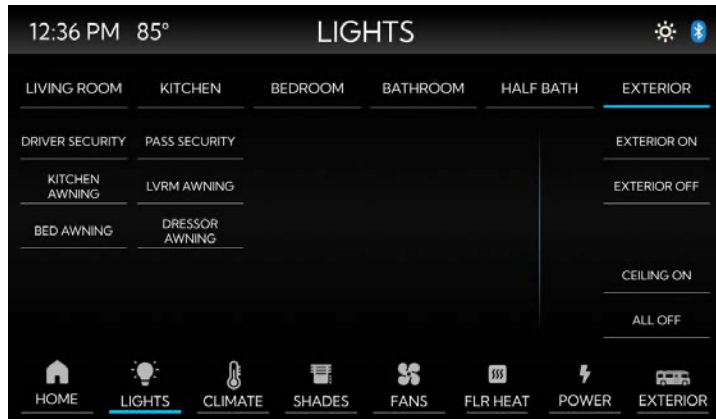 12:36 PM 85° LIGHTS
LIVING ROOM KITCHEN BEDROOM BATHROOM HALF BATH EXTERIOR
DRIVER SECURITY PASS SECURITY EXTERIOR ON
KITCHEN
AWNING
LVRM AWNING EXTERIOR OFF
BED AWNING
DRESSOR
AWNING
CEILING ON
ALL OFF
HOME LIGHTS CLIMATE SHADES FANS FLR HEAT POWER EXTERIOR